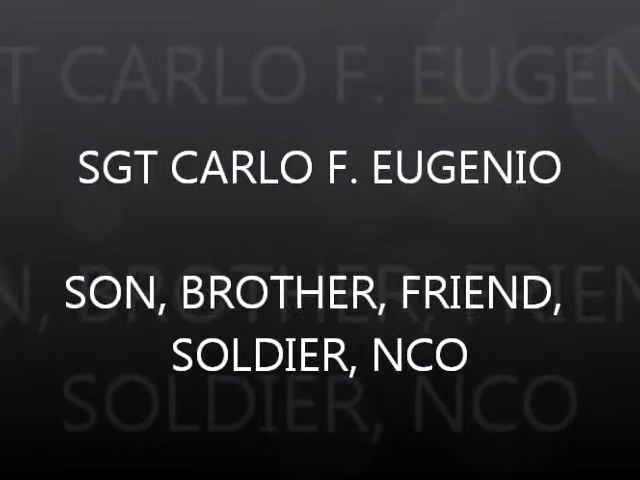 SGT CARLO F. EUGENIO
SON, BROTHER, FRIEND,
SOLDIER, NCO